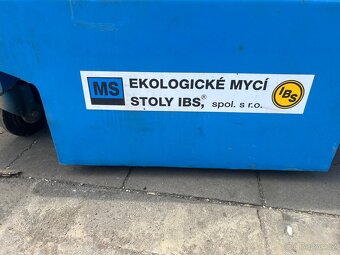 MS EKOLOGICKÉ MYCÍ
STOLY IBS,® spol. s r.o.
IBS